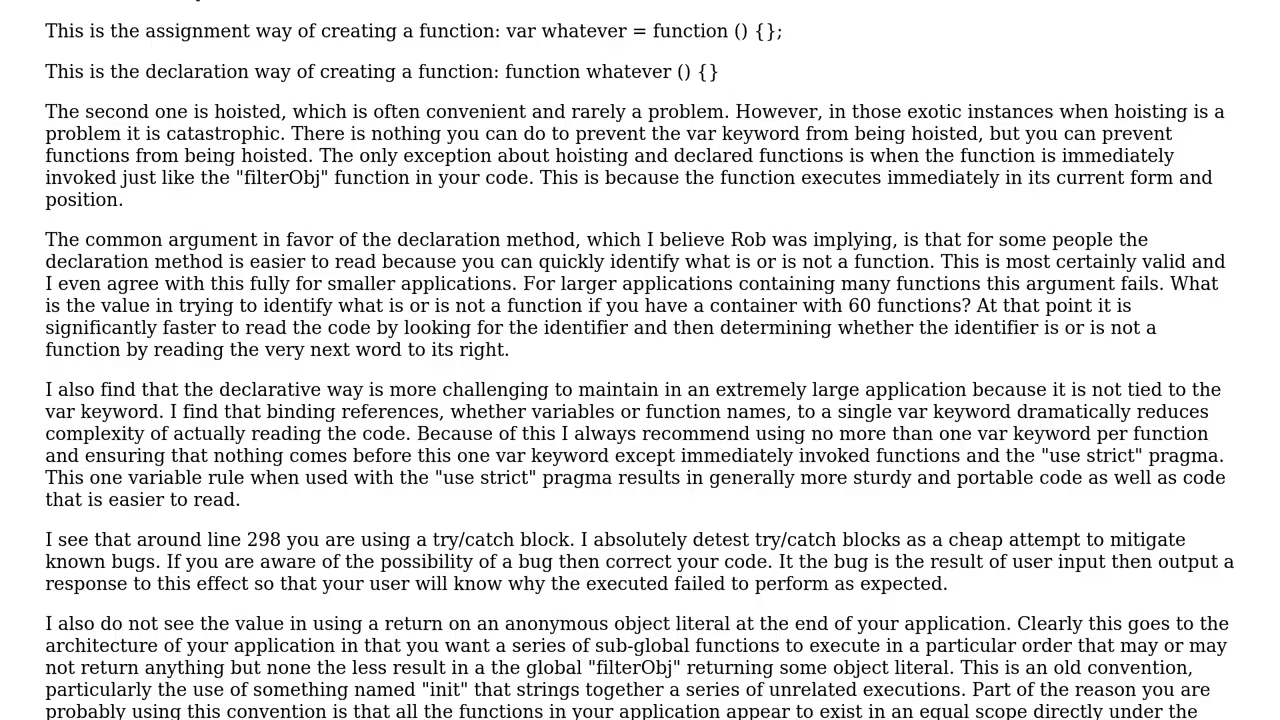 This is the assignment way of creating a function: var whatever = function () {};
This is the declaration way of creating a function: function whatever () {}
The second one is hoisted, which is often convenient and rarely a problem. However, in those exotic instances when hoisting is a
problem it is catastrophic. There is nothing you can do to prevent the var keyword from being hoisted, but you can prevent
functions from being hoisted. The only exception about hoisting and declared functions is when the function is immediately
invoked just like the "filterObj" function in your code. This is because the function executes immediately in its current form and
position.
The common argument in favor of the declaration method, which I believe Rob was implying, is that for some people the
declaration method is easier to read because you can quickly identify what is or is not a function. This is most certainly valid and
I even agree with this fully for smaller applications. For larger applications containing many functions this argument fails. What
is the value in trying to identify what is or is not a function if you have a container with 60 functions? At that point it is
significantly faster to read the code by looking for the identifier and then determining whether the identifier is or is not a
function by reading the very next word to its right.
I also find that the declarative way is more challenging to maintain in an extremely large application because it is not tied to the
var keyword. I find that binding references, whether variables or function names, to a single var keyword dramatically reduces
complexity of actually reading the code. Because of this I always recommend using no more than one var keyword per function
and ensuring that nothing comes before this one var keyword except immediately invoked functions and the "use strict" pragma.
This one variable rule when used with the "use strict" pragma results in generally more sturdy and portable code as well as code
that is easier to read.
I see that around line 298 you are using a try/catch block. I absolutely detest try/catch blocks as a cheap attempt to mitigate
known bugs. If you are aware of the possibility of a bug then correct your code. It the bug is the result of user input then output a
response to this effect so that your user will know why the executed failed to perform as expected.
I also do not see the value in using a return on an anonymous object literal at the end of your application. Clearly this goes to the
architecture of your application in that you want a series of sub-global functions to execute in a particular order that may or may
not return anything but none the less result in a the global "filterObj" returning some object literal. This is an old convention,
particularly the use of something named "init" that strings together a series of unrelated executions. Part of the reason you are
probably using this convention is that all the functions in your application appear to exist in an equal scope directly under the